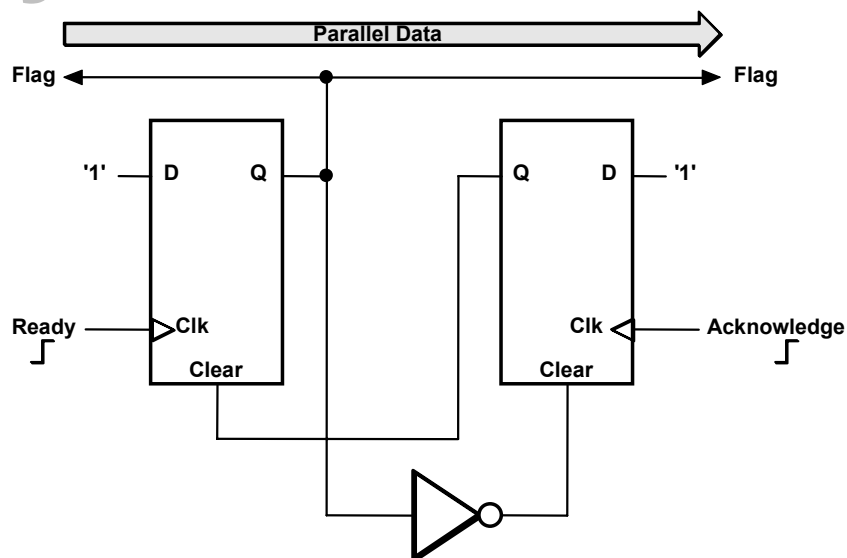 Parallel Data
Flag Flag
'1' D Q Q D '1'
Ready Clk Clk Acknowledge
Clear Clear